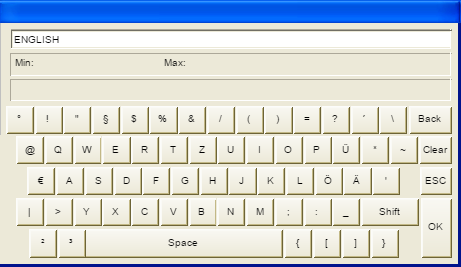 ENGLISH
Min: Max:
° ! " § $ % & / ( ) = ? ´ \ Back
@ Q W E R T Z U I O P Ü * ~ Clear
€ A S D F G H J K L Ö Ä ' ESC
| > Y X C V B N M ; : _ Shift OK
² ³ Space { [ ] }